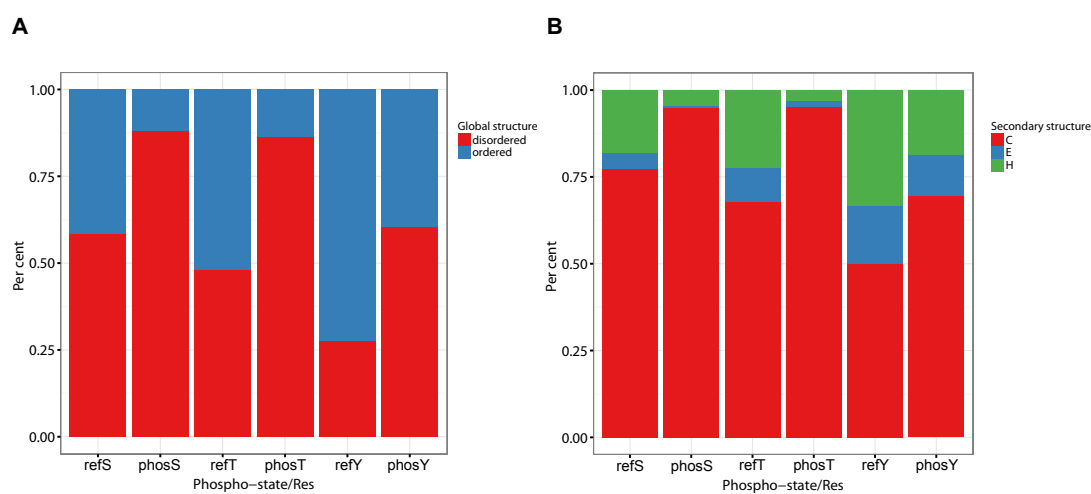 A
Per cent
1.00
0.75
0.50
0.25
0.00
refS phosS refT phosT refY phosY
Phospho−state/Res
Global structure
disordered
ordered
B
Per cent
1.00
0.75
0.50
0.25
0.00
refS phosS refT phosT refY phosY
Phospho−state/Res
Secondary structure
C
E
H